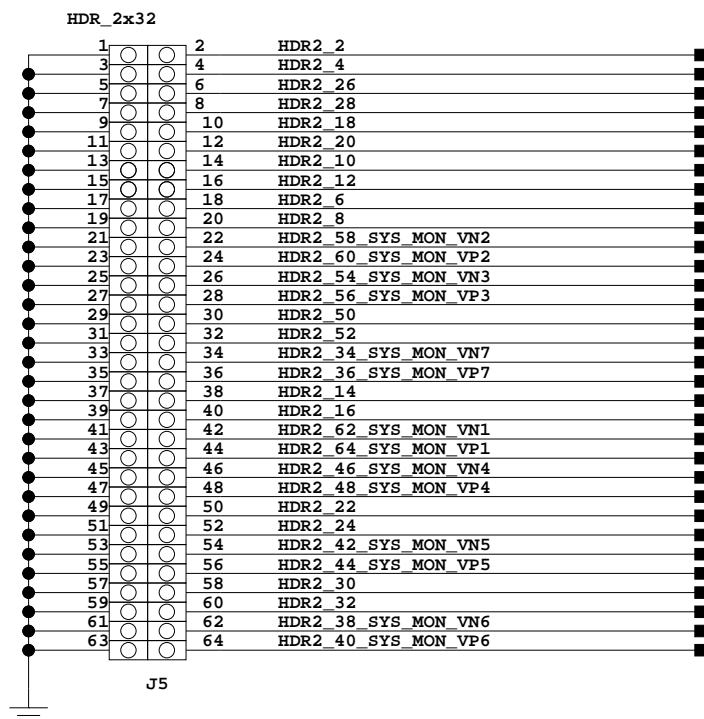 HDR_2x32
1 2 HDR2_2
3 4 HDR2_4
5 6 HDR2_26
7 8 HDR2_28
9 10 HDR2_18
11 12 HDR2_20
13 14 HDR2_10
15 16 HDR2_12
17 18 HDR2_6
19 20 HDR2_8
21 22 HDR2_58_SYS_MON_VN2
23 24 HDR2_60_SYS_MON_VP2
25 26 HDR2_54_SYS_MON_VN3
27 28 HDR2_56_SYS_MON_VP3
29 30 HDR2_50
31 32 HDR2_52
33 34 HDR2_34_SYS_MON_VN7
35 36 HDR2_36_SYS_MON_VP7
37 38 HDR2_14
39 40 HDR2_16
41 42 HDR2_62_SYS_MON_VN1
43 44 HDR2_64_SYS_MON_VP1
45 46 HDR2_46_SYS_MON_VN4
47 48 HDR2_48_SYS_MON_VP4
49 50 HDR2_22
51 52 HDR2_24
53 54 HDR2_42_SYS_MON_VN5
55 56 HDR2_44_SYS_MON_VP5
57 58 HDR2_30
59 60 HDR2_32
61 62 HDR2_38_SYS_MON_VN6
63 64 HDR2_40_SYS_MON_VP6
J5